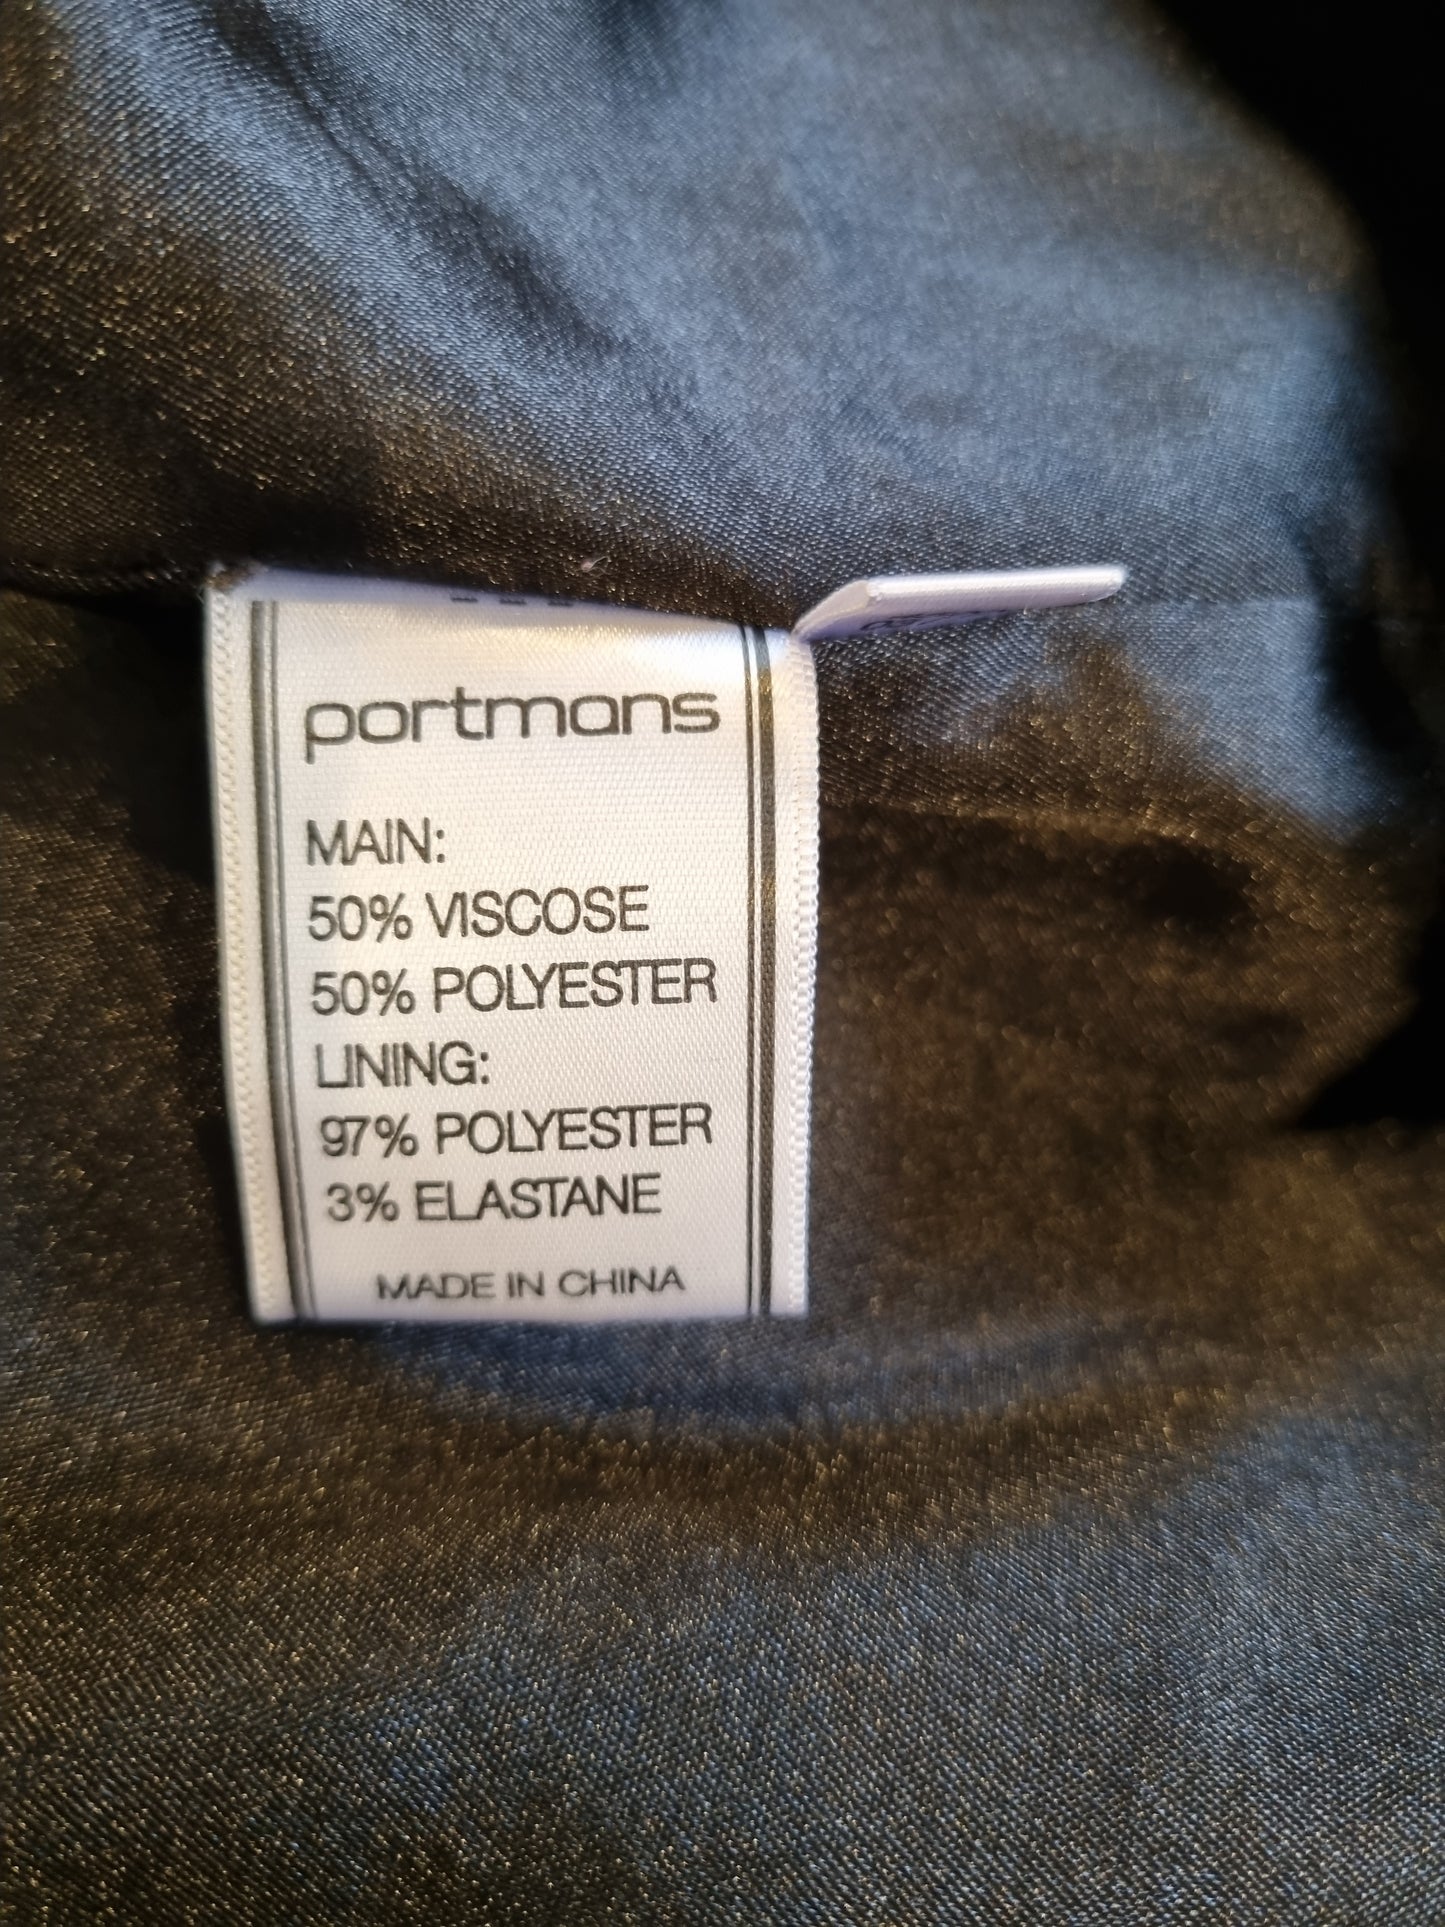 portmans
MAIN:
50% VISCOSE
50% POLYESTER
LINING:
97% POLYESTER
3% ELASTANE
MADE IN CHINA